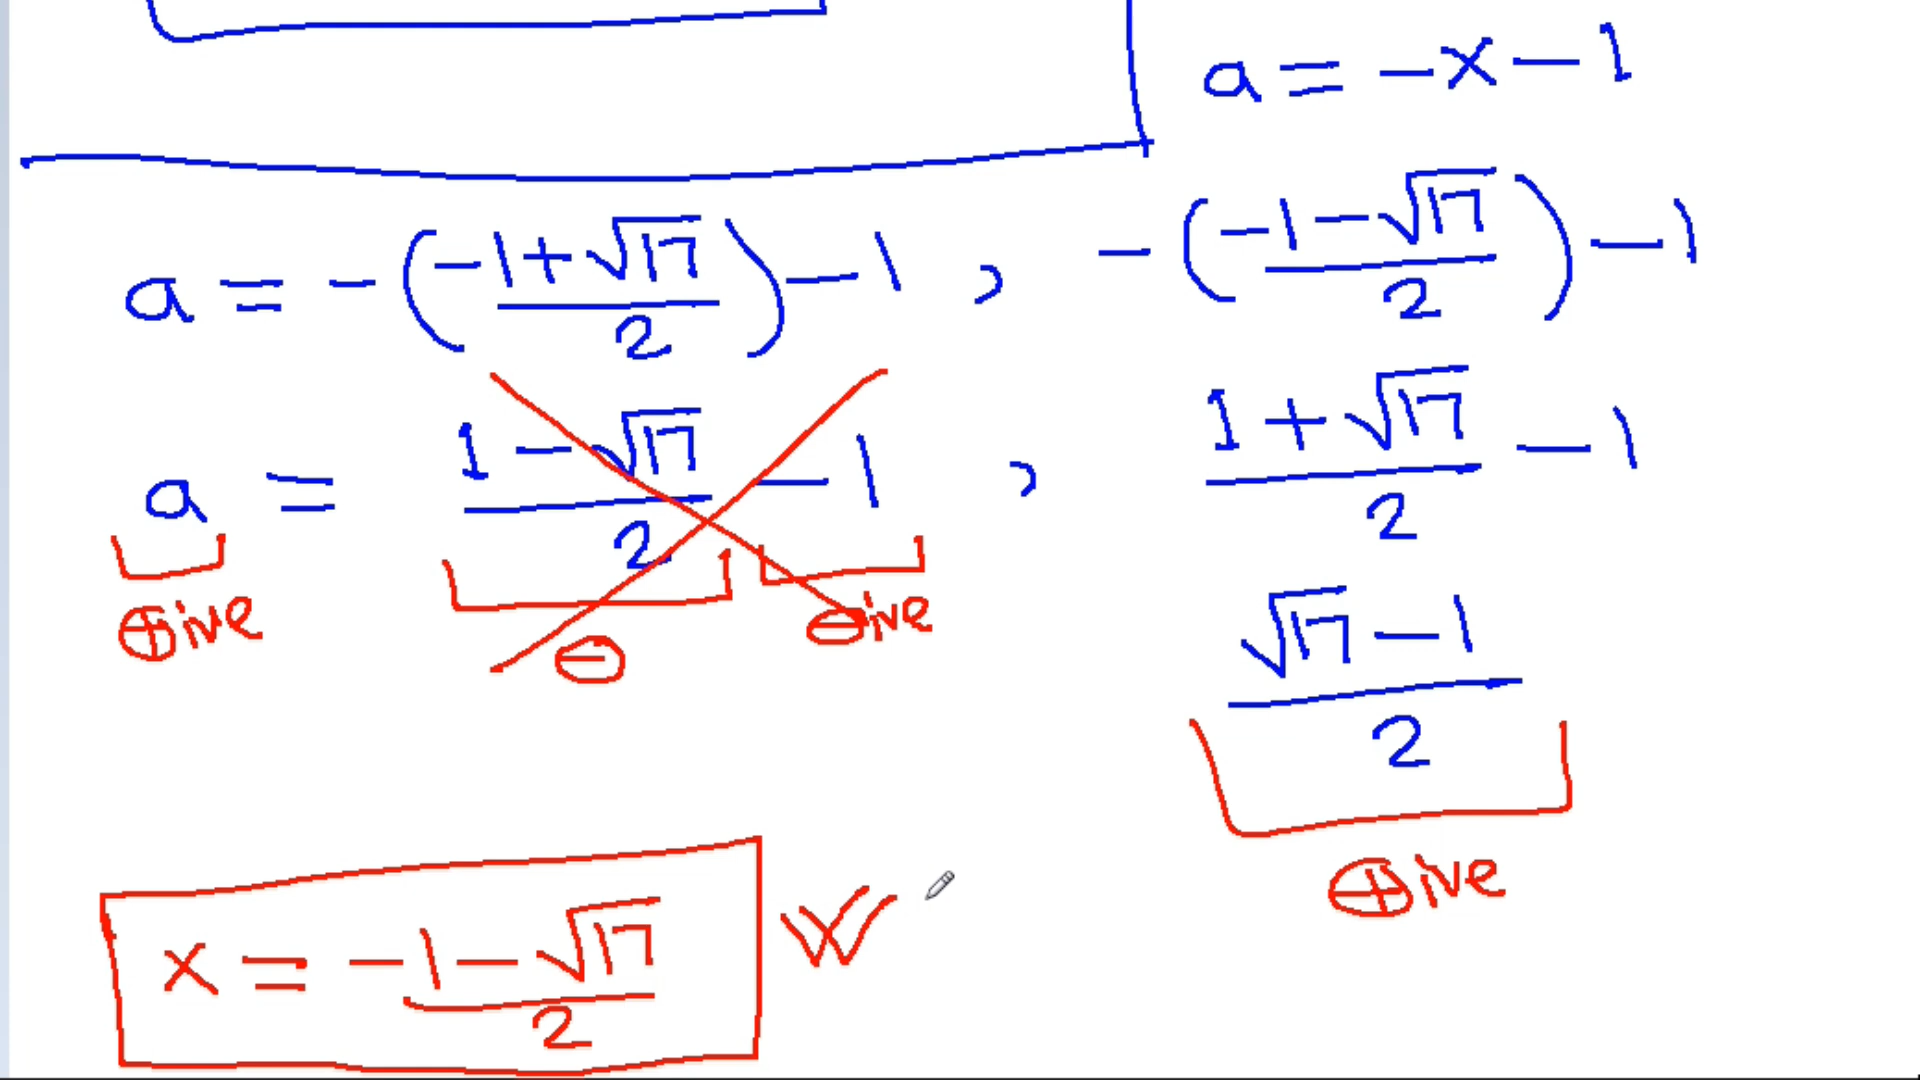 a = -x - 1
a = -((-1+√17)/2) - 1 , -((-1-√17)/2) - 1
a = (1-√17)/2 - 1 , (1+√17)/2 - 1
⊕ive ⊖ ⊖ive
(√17 - 1)/2
⊕ive
x = (-1-√17)/2